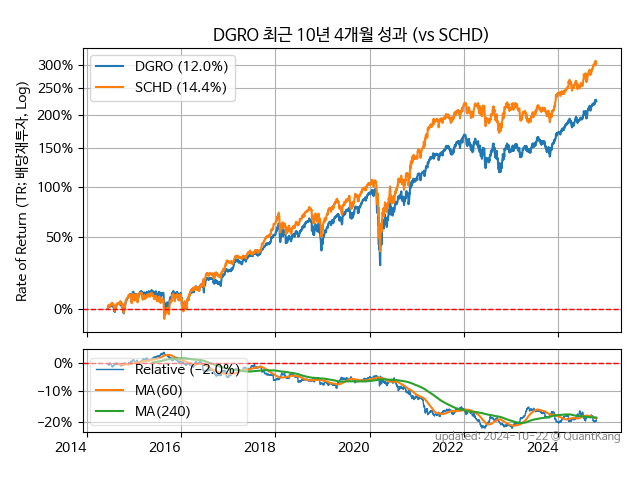 DGRO 최근 10년 4개월 성과 (vs SCHD)
Rate of Return (TR: 배당재투자, Log)
300%
250%
200%
150%
100%
50%
0%
DGRO (12.0%)
SCHD (14.4%)
2016
2018
2020
2022
2024
0%
−10%
−20%
Relative (−2.0%)
MA(60)
MA(240)
2014
updated: 2024-10-22 © QuantKang